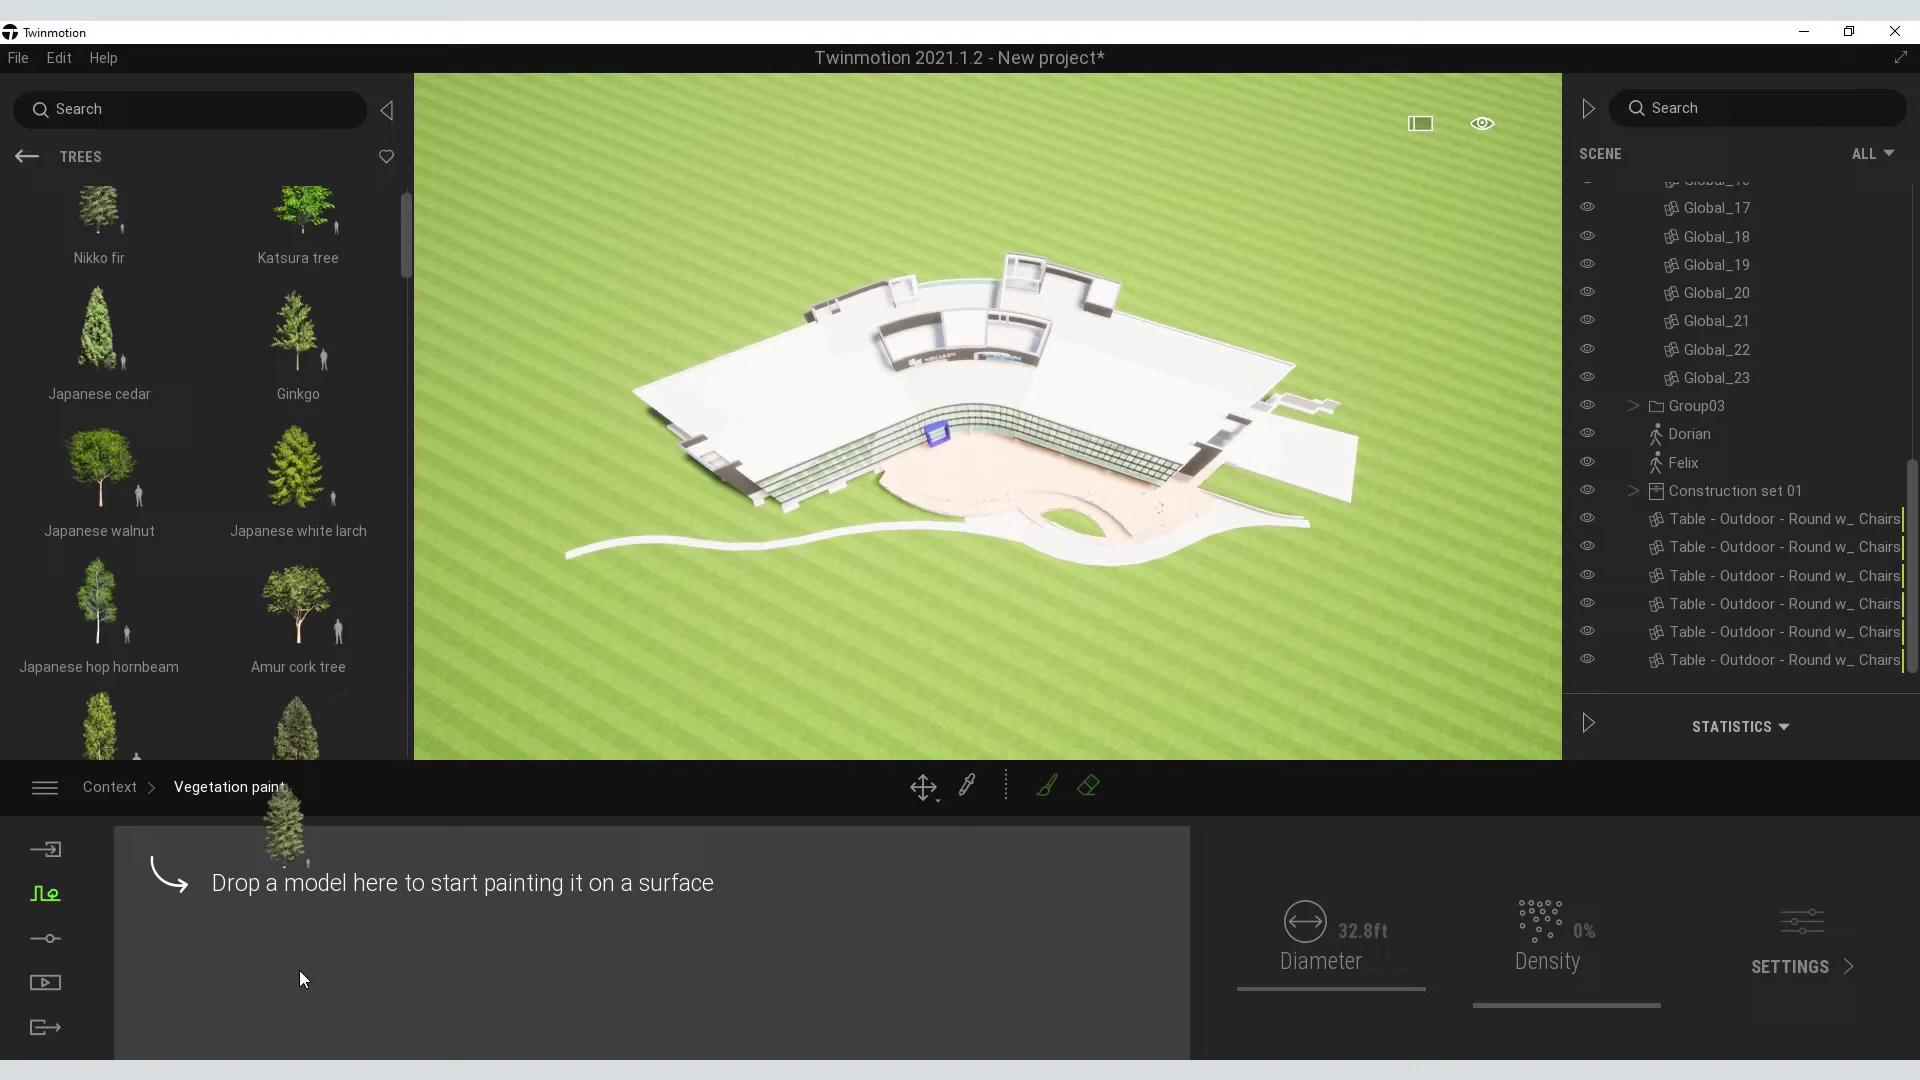 Twinmotion
File Edit Help
Twinmotion 2021.1.2 - New project*
Search
TREES
Nikko fir
Katsura tree
Japanese cedar
Ginkgo
Japanese walnut
Japanese white larch
Japanese hop hornbeam
Amur cork tree
Search
SCENE
ALL
Global_17
Global_18
Global_19
Global_20
Global_21
Global_22
Global_23
Group03
Dorian
Felix
Construction set 01
Table - Outdoor - Round w_ Chairs
Table - Outdoor - Round w_ Chairs
Table - Outdoor - Round w_ Chairs
Table - Outdoor - Round w_ Chairs
Table - Outdoor - Round w_ Chairs
Table - Outdoor - Round w_ Chairs
STATISTICS
Context > Vegetation paint
Drop a model here to start painting it on a surface
32.8ft
Diameter
0%
Density
SETTINGS